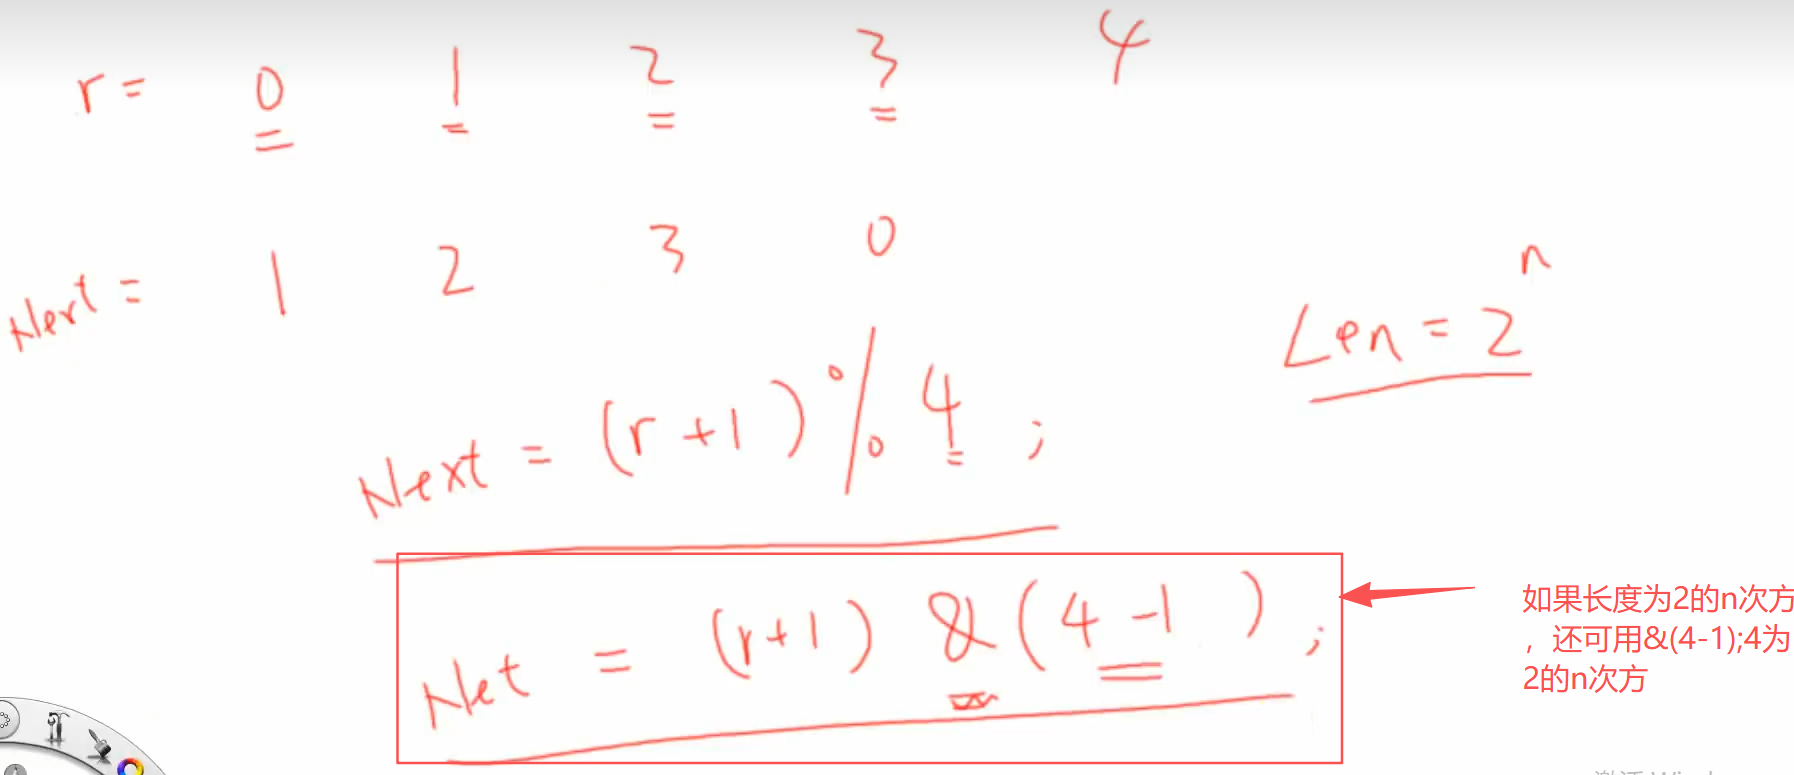 r = 0 1 2 3 4
Next = 1 2 3 0
Len = 2^n
Next = (r+1) % 4 ;
Net = (r+1) & (4-1) ;
如果长度为2的n次方
，还可用&(4-1);4为
2的n次方